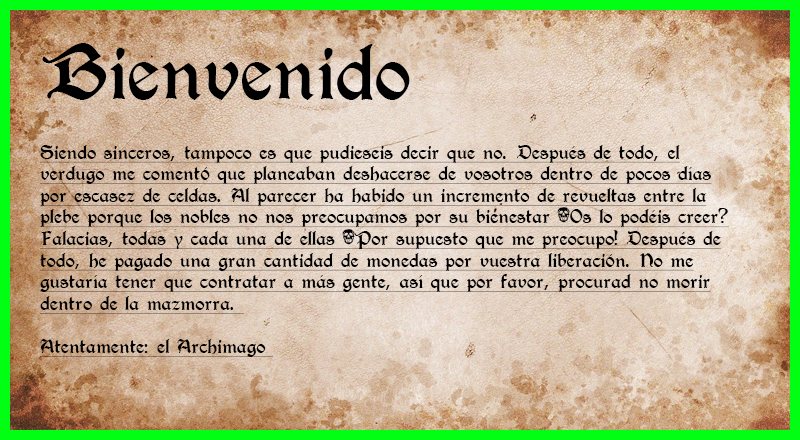 Bienvenido
Siendo sinceros, tampoco es que pudieseis decir que no. Después de todo, el
verdugo me comentó que planeaban deshacerse de vosotros dentro de pocos días
por escasez de celdas. Al parecer ha habido un incremento de revueltas entre la
plebe porque los nobles no nos preocupamos por su biénestar 💀Os lo podéis creer?
Falacias, todas y cada una de ellas 💀Por supuesto que me preocupo! Después de
todo, he pagado una gran cantidad de monedas por vuestra liberación. No me
gustaría tener que contratar a más gente, así que por favor, procurad no morir
dentro de la mazmorra.
Atentamente: el Archimago